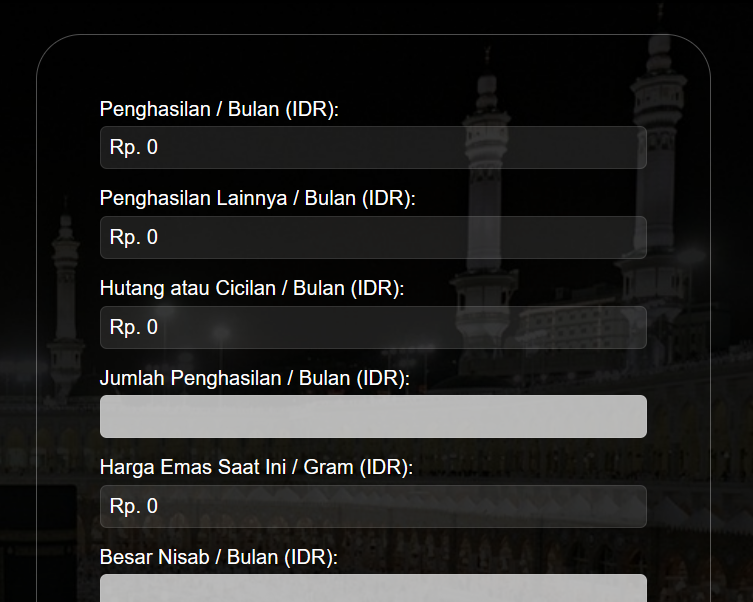 Penghasilan / Bulan (IDR):
Rp. 0
Penghasilan Lainnya / Bulan (IDR):
Rp. 0
Hutang atau Cicilan / Bulan (IDR):
Rp. 0
Jumlah Penghasilan / Bulan (IDR):
Harga Emas Saat Ini / Gram (IDR):
Rp. 0
Besar Nisab / Bulan (IDR):